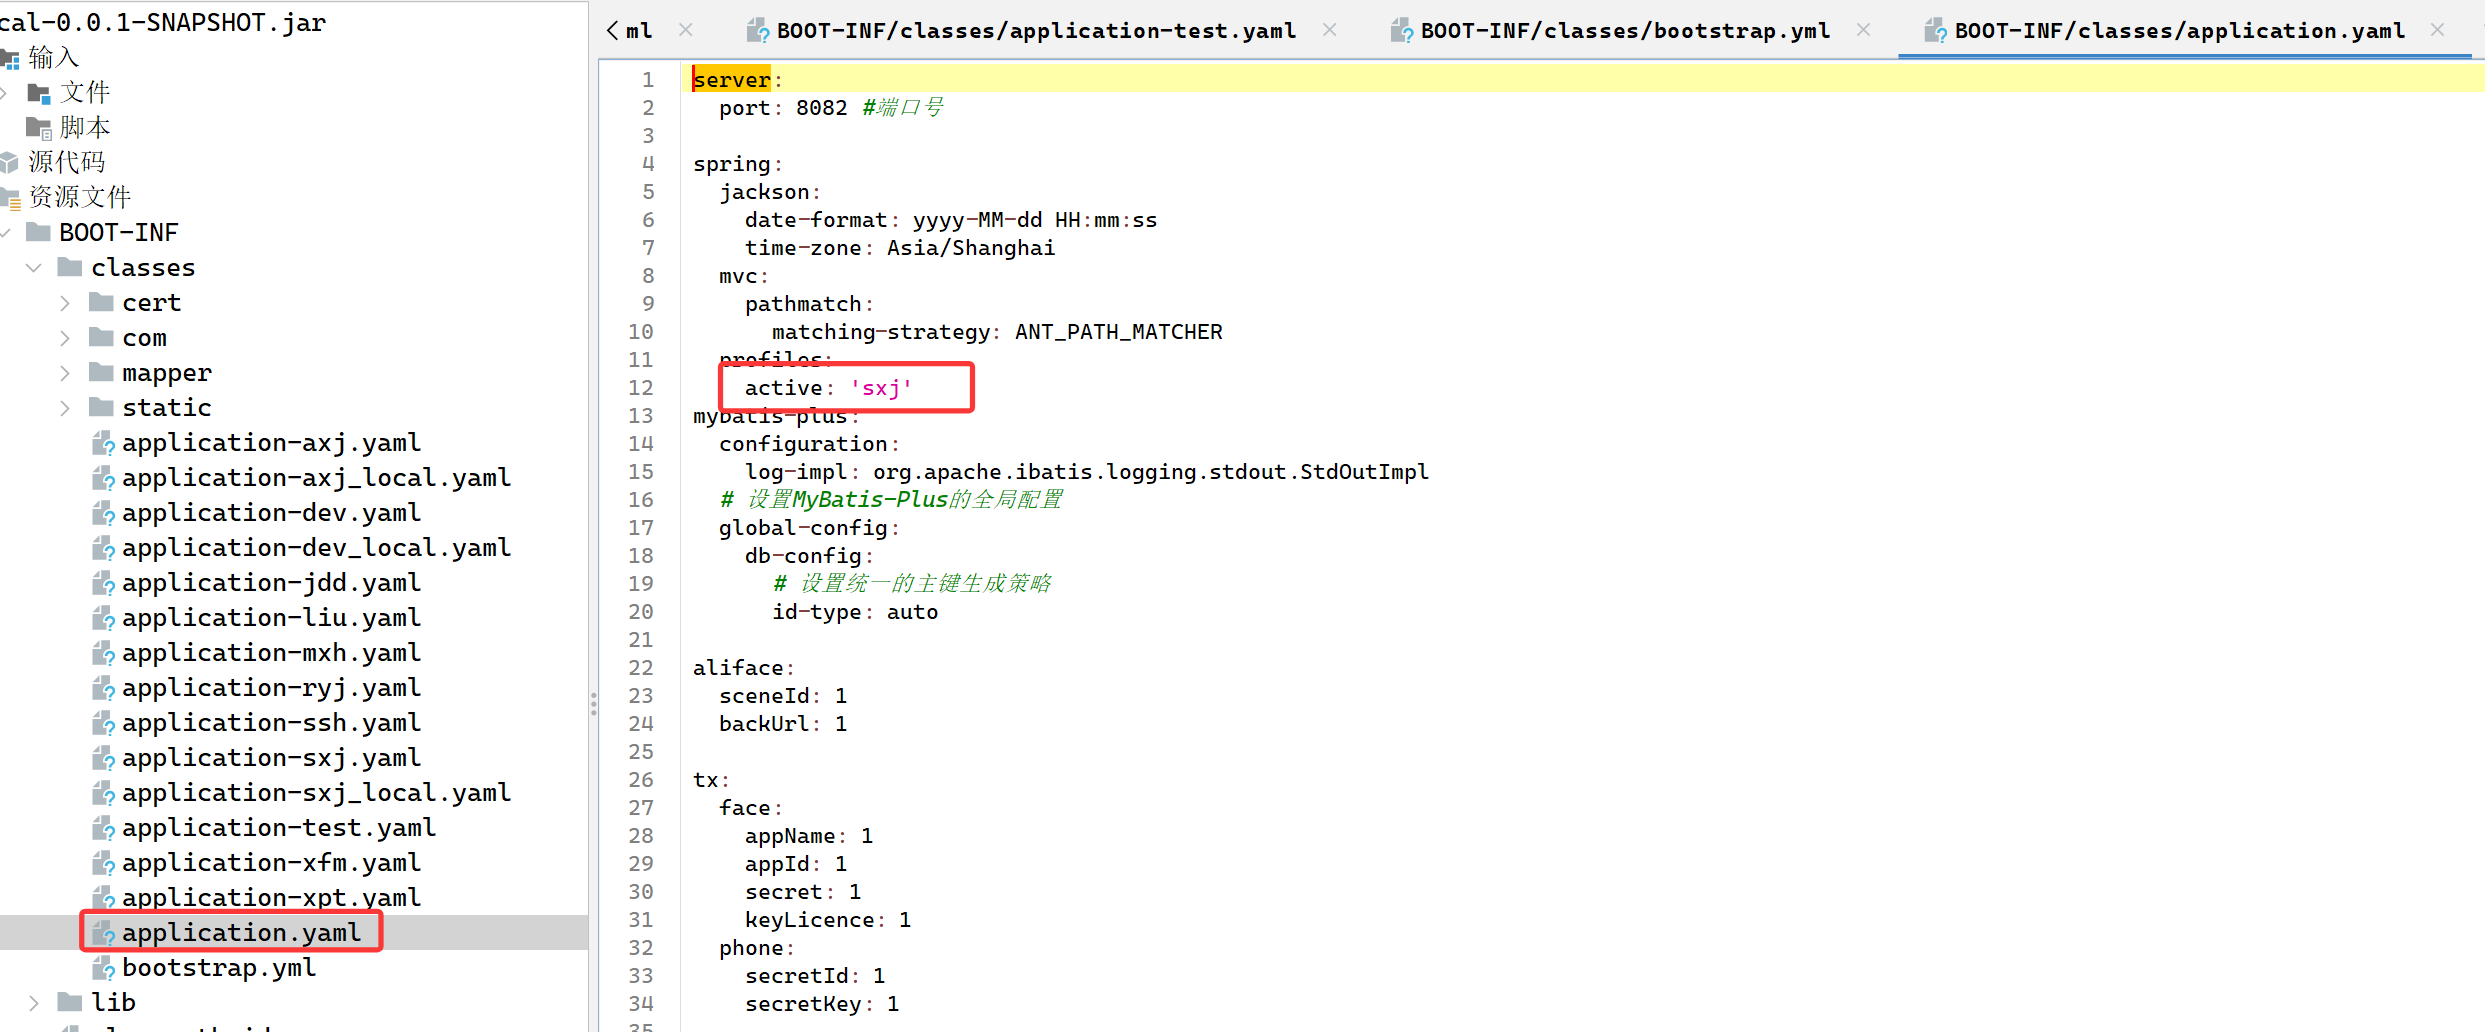 cal-0.0.1-SNAPSHOT.jar
输入
文件
脚本
源代码
资源文件
BOOT-INF
classes
cert
com
mapper
static
application-axj.yaml
application-axj_local.yaml
application-dev.yaml
application-dev_local.yaml
application-jdd.yaml
application-liu.yaml
application-mxh.yaml
application-ryj.yaml
application-ssh.yaml
application-sxj.yaml
application-sxj_local.yaml
application-test.yaml
application-xfm.yaml
application-xpt.yaml
application.yaml
bootstrap.yml
lib
ml BOOT-INF/classes/application-test.yaml BOOT-INF/classes/bootstrap.yml BOOT-INF/classes/application.yaml
1 server:
2 port: 8082 #端口号
3
4 spring:
5 jackson:
6 date-format: yyyy-MM-dd HH:mm:ss
7 time-zone: Asia/Shanghai
8 mvc:
9 pathmatch:
10 matching-strategy: ANT_PATH_MATCHER
11 profiles:
12 active: 'sxj'
13 mybatis-plus:
14 configuration:
15 log-impl: org.apache.ibatis.logging.stdout.StdOutImpl
16 # 设置MyBatis-Plus的全局配置
17 global-config:
18 db-config:
19 # 设置统一的主键生成策略
20 id-type: auto
21
22 aliface:
23 sceneId: 1
24 backUrl: 1
25
26 tx:
27 face:
28 appName: 1
29 appId: 1
30 secret: 1
31 keyLicence: 1
32 phone:
33 secretId: 1
34 secretKey: 1
35